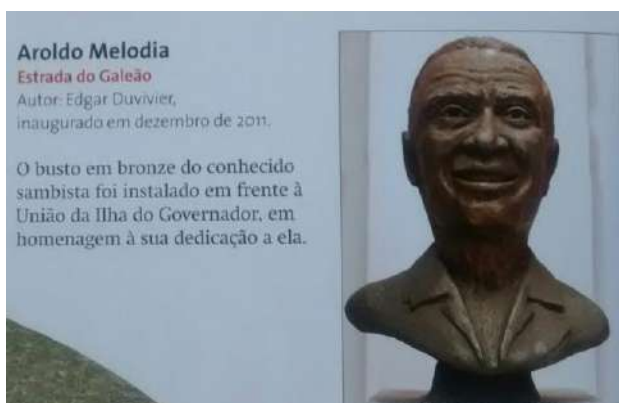 Aroldo Melodia
Estrada do Galeão
Autor: Edgar Duvivier,
inaugurado em dezembro de 2011.
O busto em bronze do conhecido
sambista foi instalado em frente à
União da Ilha do Governador, em
homenagem à sua dedicação a ela.